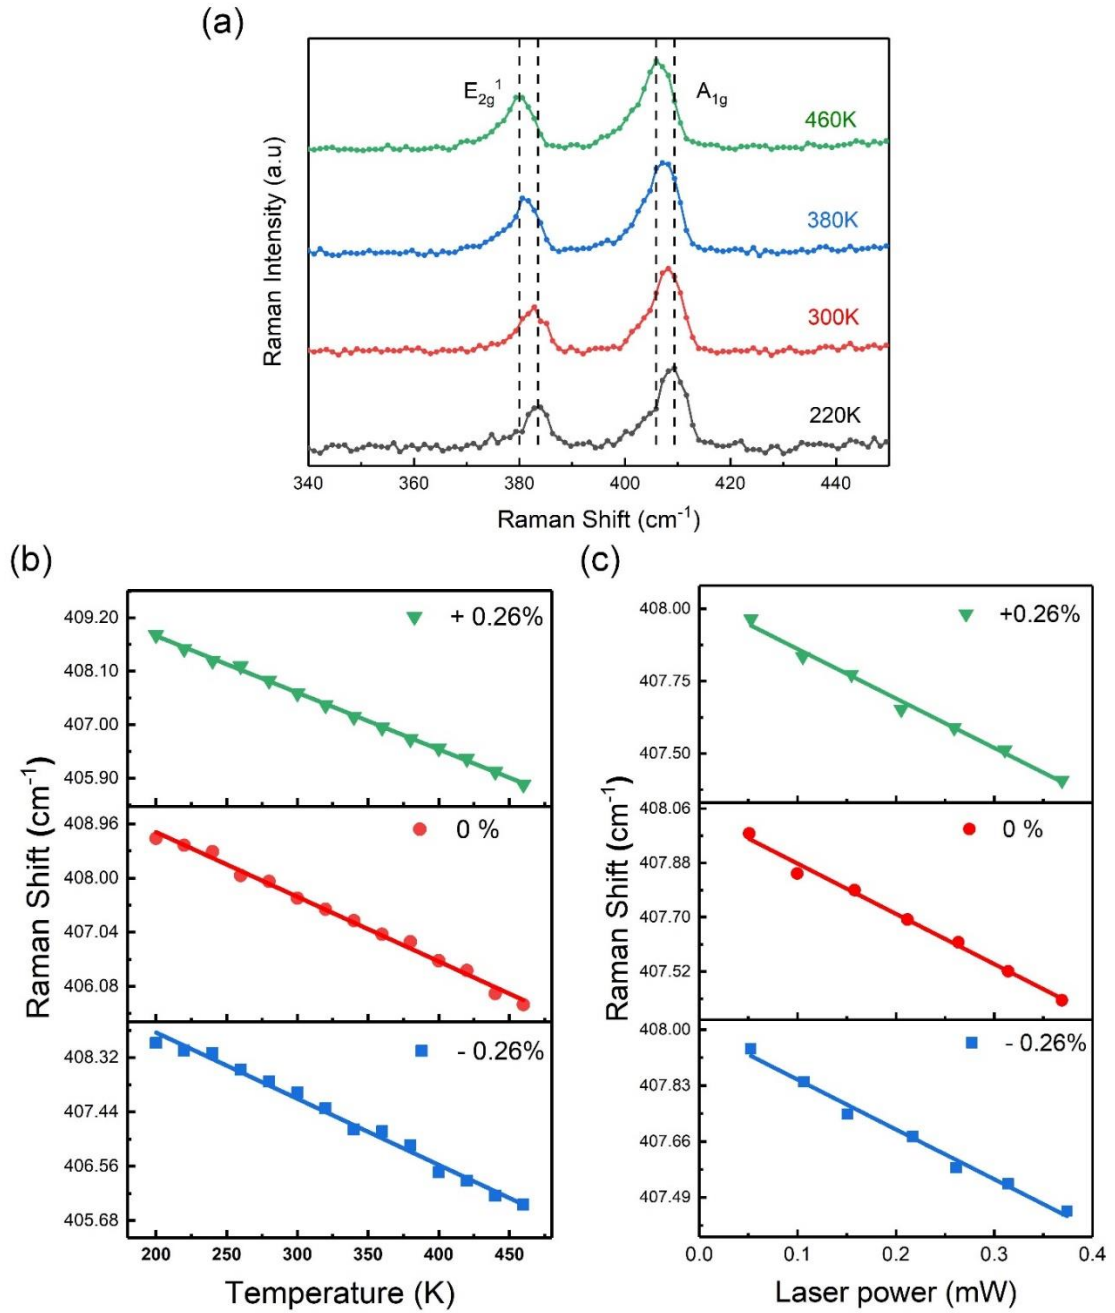 (a)
E2g1
A1g
460K
380K
300K
220K
Raman Intensity (a.u)
340 360 380 400 420 440
Raman Shift (cm-1)
(b)
409.20
408.10
407.00
405.90
+ 0.26%
408.96
408.00
407.04
406.08
0 %
408.32
407.44
406.56
405.68
- 0.26%
Raman Shift (cm-1)
200 250 300 350 400 450
Temperature (K)
(c)
408.00
407.75
407.50
+0.26%
408.06
407.88
407.70
407.52
0 %
408.00
407.83
407.66
407.49
- 0.26%
Raman Shift (cm-1)
0.0 0.1 0.2 0.3 0.4
Laser power (mW)